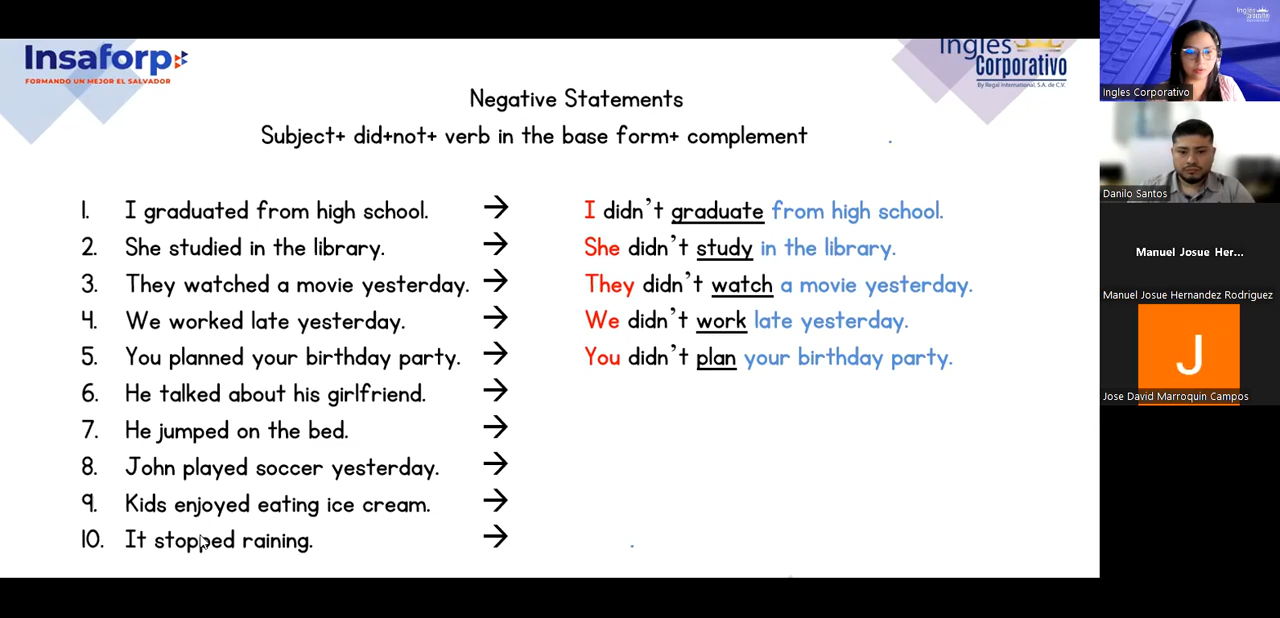 Insaforp
FORMANDO UN MEJOR EL SALVADOR
Ingles
Corporativo
By Regal International, S.A. de C.V.
Negative Statements
Subject+ did+not+ verb in the base form+ complement
1. I graduated from high school. → I didn't graduate from high school.
2. She studied in the library. → She didn't study in the library.
3. They watched a movie yesterday. → They didn't watch a movie yesterday.
4. We worked late yesterday. → We didn't work late yesterday.
5. You planned your birthday party. → You didn't plan your birthday party.
6. He talked about his girlfriend. →
7. He jumped on the bed. →
8. John played soccer yesterday. →
9. Kids enjoyed eating ice cream. →
10. It stopped raining. →
Ingles
Ingles Corporativo
Danilo Santos
Manuel Josue Her...
Manuel Josue Hernandez Rodriguez
J
Jose David Marroquin Campos